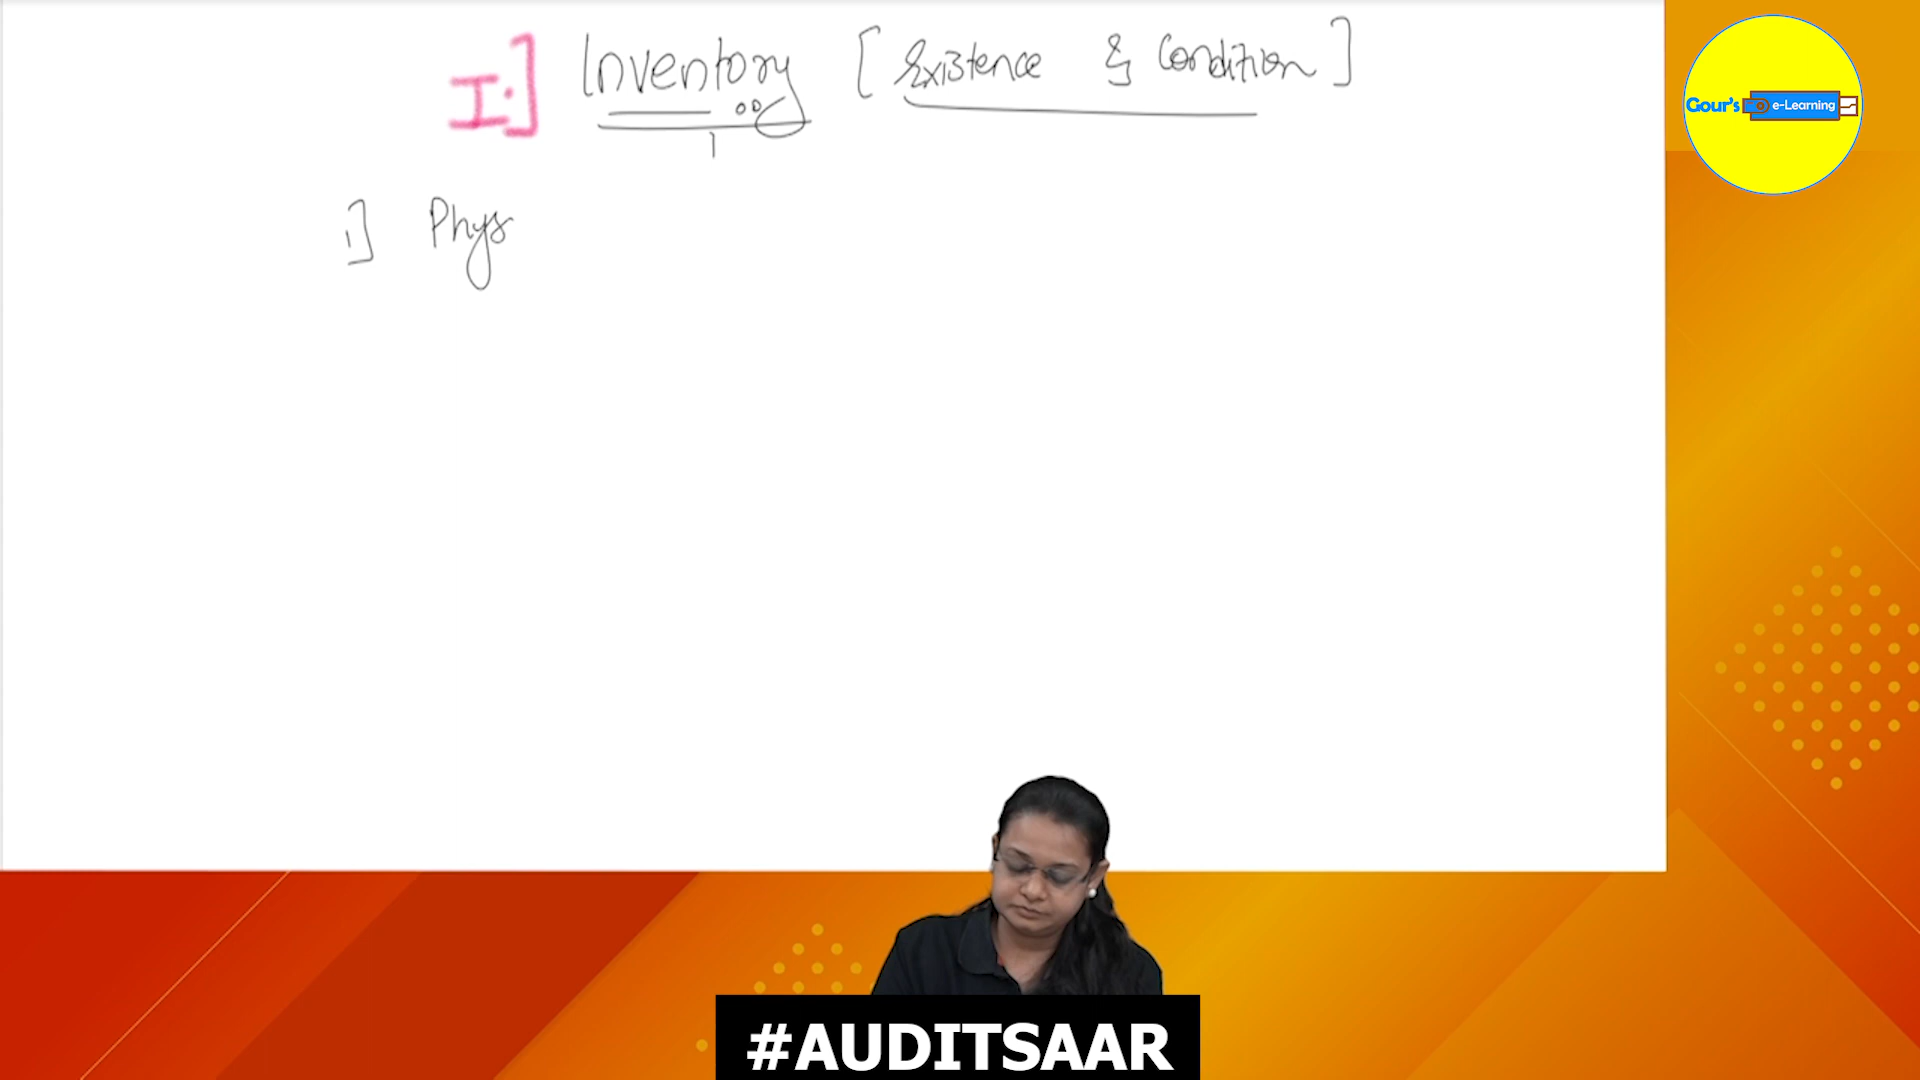 I.] Inventory [Existence & Condition]
1] Phys
Gour's e-Learning
#AUDITSAAR